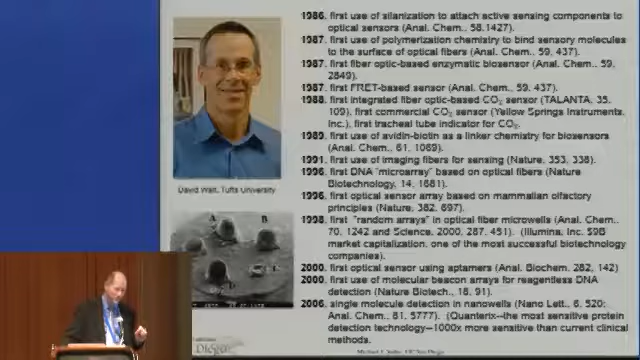 1986. first use of silanization to attach active sensing components to
optical sensors (Anal. Chem., 58,1427).
1987. first use of polymerization chemistry to bind sensory molecules
to the surface of optical fibers (Anal. Chem., 59, 437).
1987. first fiber optic-based enzymatic biosensor (Anal. Chem., 59,
2849).
1987. first FRET-based sensor (Anal. Chem., 59, 437).
1988. first integrated fiber optic-based CO2 sensor (TALANTA, 35,
109), first commercial CO2 sensor (Yellow Springs Instruments,
Inc.), first tracheal tube indicator for CO2.
1989. first use of avidin-biotin as a linker chemistry for biosensors
(Anal. Chem., 61, 1069).
1991. first use of imaging fibers for sensing (Nature, 353, 338).
1996. first DNA "microarray" based on optical fibers (Nature
Biotechnology, 14, 1681).
1996. first optical sensor array based on mammalian olfactory
principles (Nature, 382, 697).
1998. first "random arrays" in optical fiber microwells (Anal. Chem.,
70, 1242 and Science, 2000, 287, 451). (Illumina, Inc. $9B
market capitalization, one of the most successful biotechnology
companies).
2000. first optical sensor using aptamers (Anal. Biochem, 282, 142)
2000. first use of molecular beacon arrays for reagentless DNA
detection (Nature Biotech., 18, 91).
2006. single molecule detection in nanowells (Nano Lett., 6, 520;
Anal. Chem., 81, 5777). (Quanterix--the most sensitive protein
detection technology--1000x more sensitive than current clinical
methods.
David Walt, Tufts University
A B
D
Diego